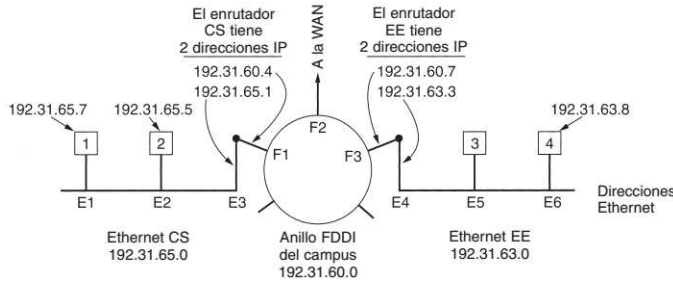 El enrutador
CS tiene
2 direcciones IP
192.31.60.4
192.31.65.1
A la WAN
El enrutador
EE tiene
2 direcciones IP
192.31.60.7
192.31.63.3
192.31.65.7
192.31.65.5
192.31.63.8
1
2
F1
F2
F3
3
4
E1
E2
E3
E4
E5
E6
Direcciones
Ethernet
Ethernet CS
192.31.65.0
Anillo FDDI
del campus
192.31.60.0
Ethernet EE
192.31.63.0